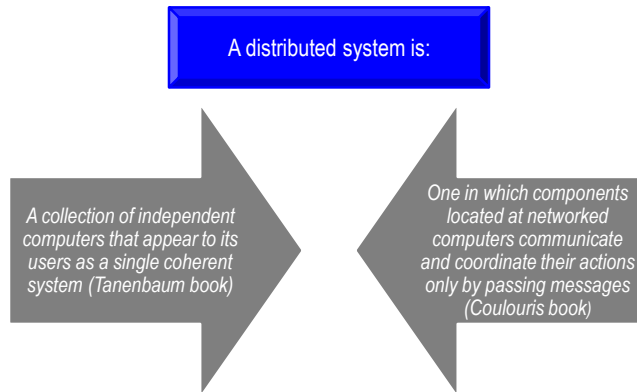 A distributed system is:
A collection of independent
computers that appear to its
users as a single coherent
system (Tanenbaum book)
One in which components
located at networked
computers communicate
and coordinate their actions
only by passing messages
(Coulouris book)